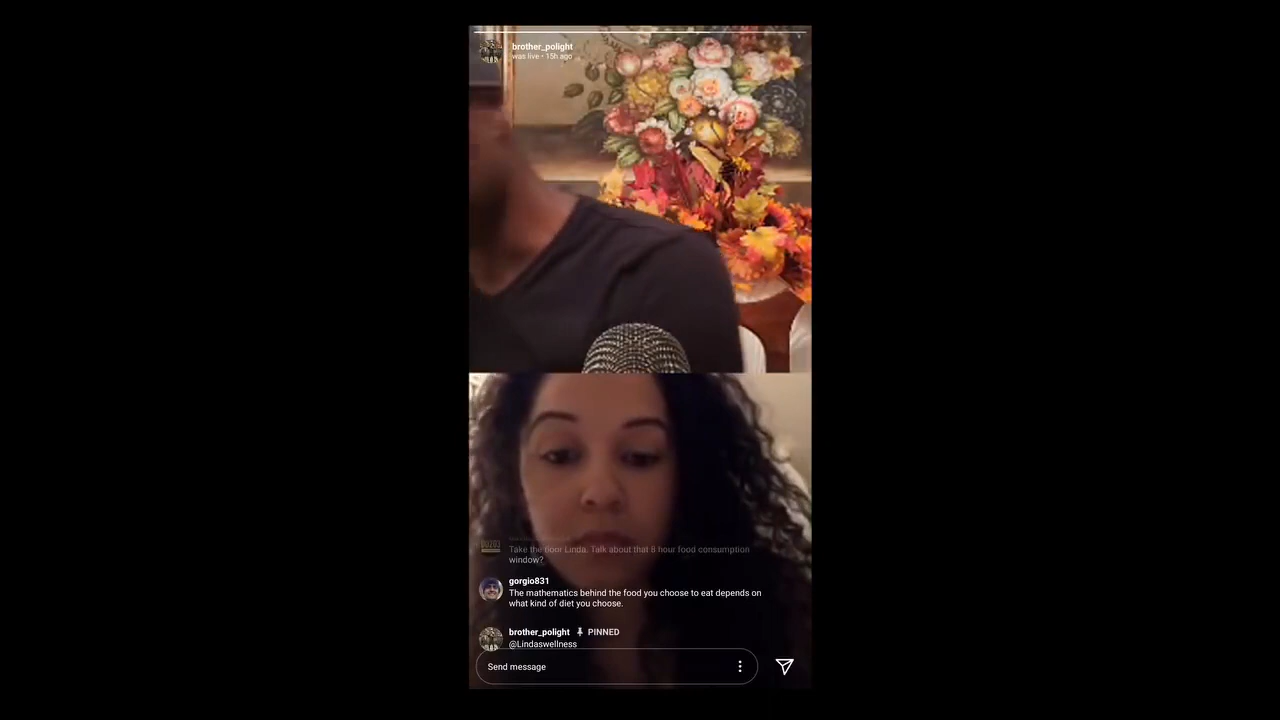 brother_polight
was live • 15h ago
Take the floor Linda. Talk about that 8 hour food consumption
window?
gorgio831
The mathematics behind the food you choose to eat depends on
what kind of diet you choose.
brother_polight PINNED
@Lindaswellness
Send message